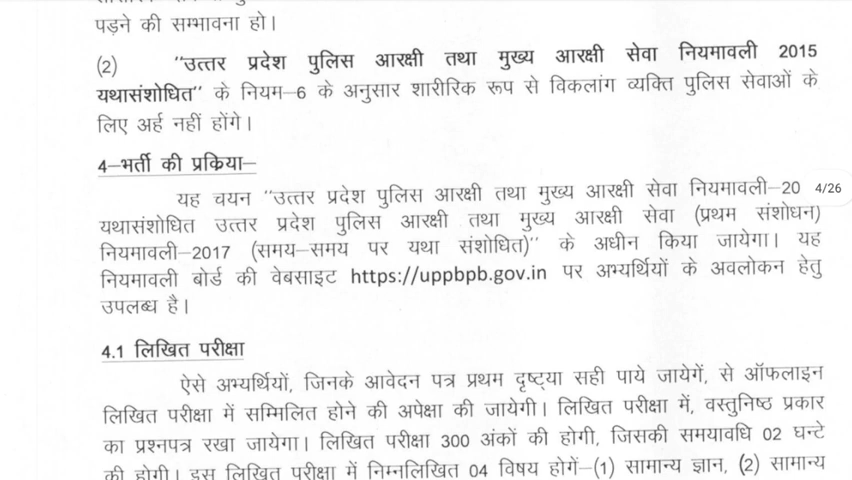 पड़ने की सम्भावना हो।
(2) "उत्तर प्रदेश पुलिस आरक्षी तथा मुख्य आरक्षी सेवा नियमावली 2015
यथासंशोधित" के नियम–6 के अनुसार शारीरिक रूप से विकलांग व्यक्ति पुलिस सेवाओं के
लिए अर्ह नहीं होंगे।
4–भर्ती की प्रक्रिया–
यह चयन "उत्तर प्रदेश पुलिस आरक्षी तथा मुख्य आरक्षी सेवा नियमावली–20
4/26
यथासंशोधित उत्तर प्रदेश पुलिस आरक्षी तथा मुख्य आरक्षी सेवा (प्रथम संशोधन)
नियमावली–2017 (समय–समय पर यथा संशोधित)" के अधीन किया जायेगा। यह
नियमावली बोर्ड की वेबसाइट https://uppbpb.gov.in पर अभ्यर्थियों के अवलोकन हेतु
उपलब्ध है।
4.1 लिखित परीक्षा
ऐसे अभ्यर्थियों, जिनके आवेदन पत्र प्रथम दृष्ट्या सही पाये जायेगें, से ऑफलाइन
लिखित परीक्षा में सम्मिलित होने की अपेक्षा की जायेगी। लिखित परीक्षा में, वस्तुनिष्ठ प्रकार
का प्रश्नपत्र रखा जायेगा। लिखित परीक्षा 300 अंकों की होगी, जिसकी समयावधि 02 घन्टे
की होगी। इस लिखित परीक्षा में निम्नलिखित 04 विषय होगें–(1) सामान्य ज्ञान, (2) सामान्य